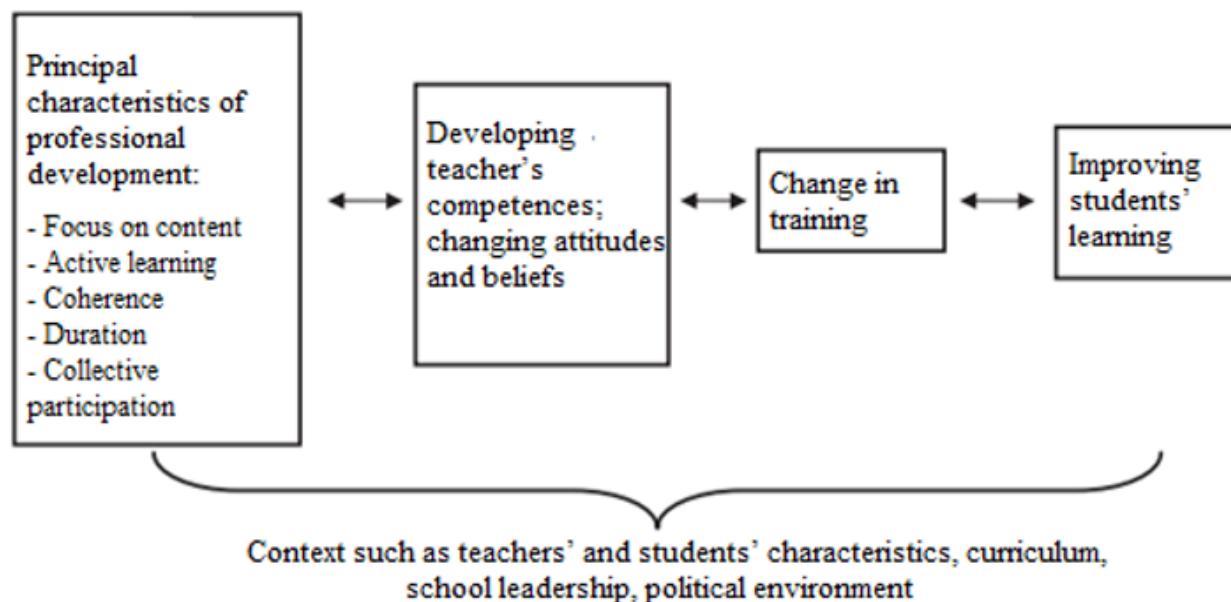 Principal
characteristics of
professional
development:
- Focus on content
- Active learning
- Coherence
- Duration
- Collective
participation
Developing
teacher’s
competences;
changing attitudes
and beliefs
Change in
training
Improving
students’
learning
Context such as teachers’ and students’ characteristics, curriculum,
school leadership, political environment